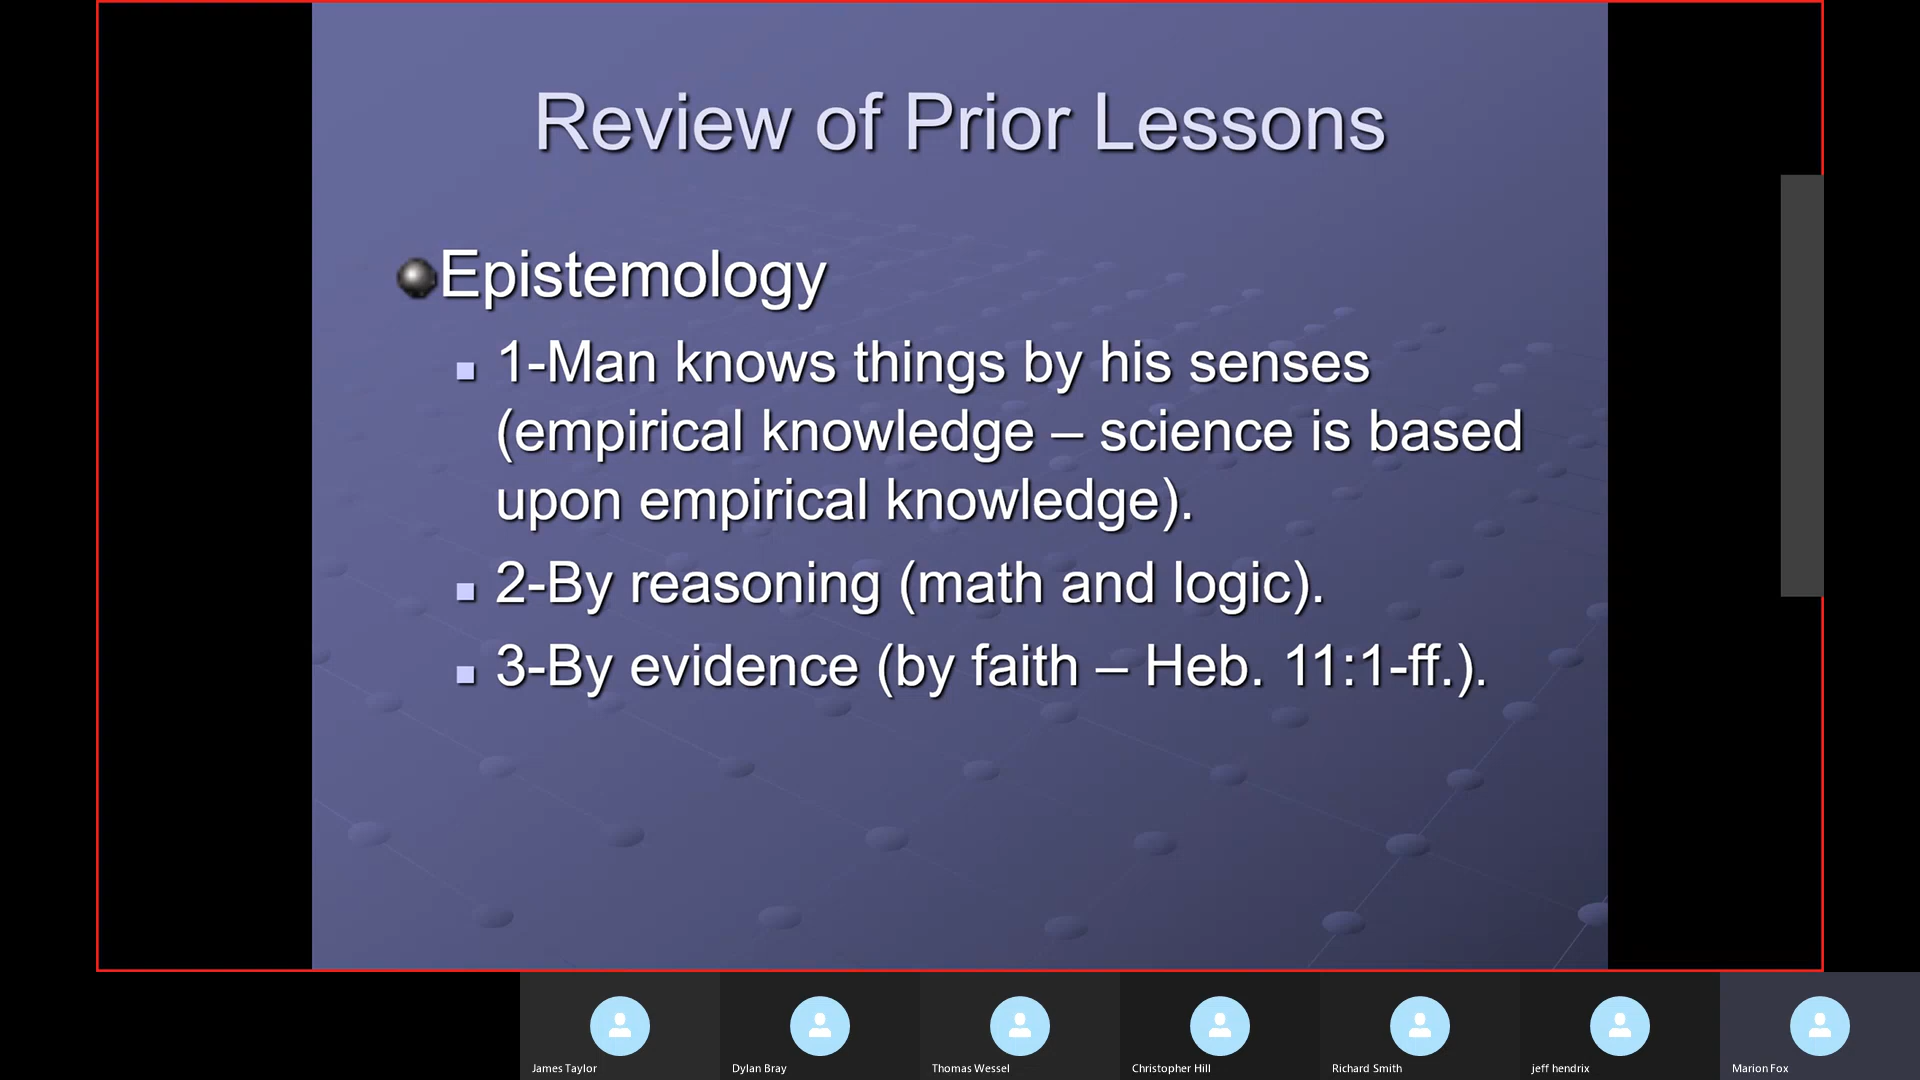 Review of Prior Lessons
Epistemology
1-Man knows things by his senses
(empirical knowledge – science is based
upon empirical knowledge).
2-By reasoning (math and logic).
3-By evidence (by faith – Heb. 11:1-ff.).
James Taylor
Dylan Bray
Thomas Wessel
Christopher Hill
Richard Smith
jeff hendrix
Marion Fox